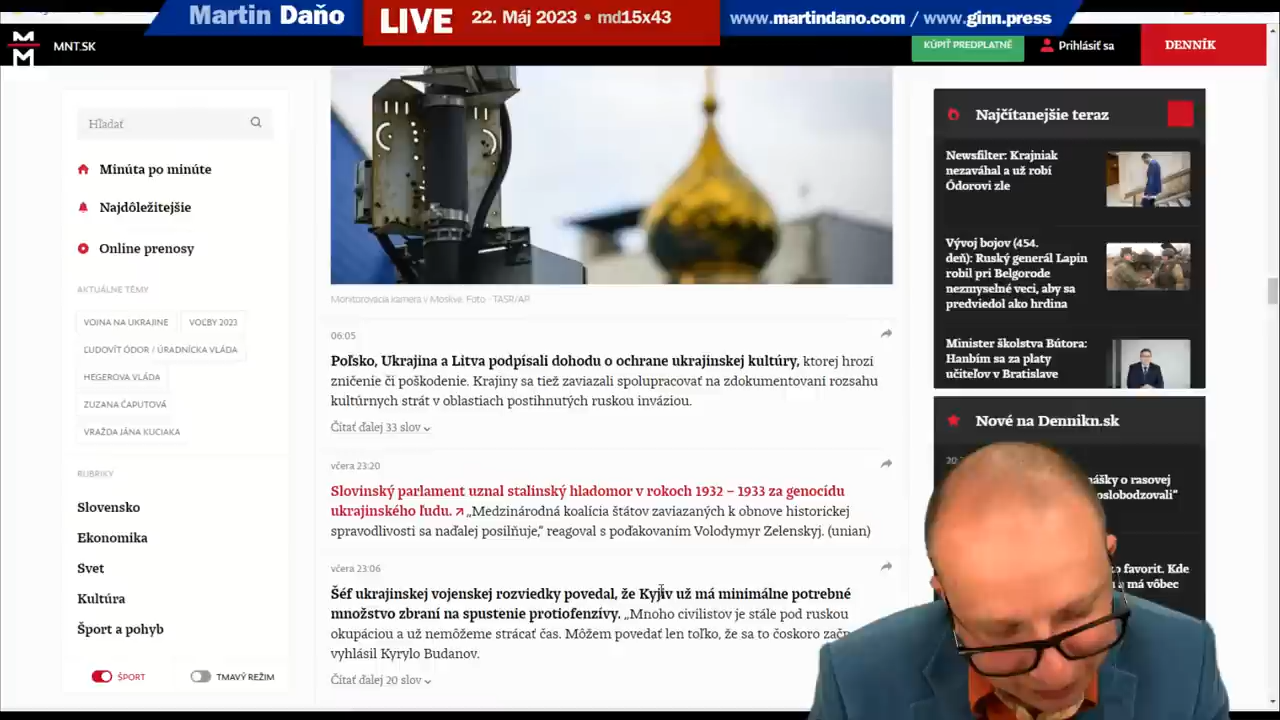 Martin Daňo
LIVE
22. Máj 2023 • md15x43
www.martindano.com / www.ginn.press
MNT.SK
KÚPIŤ PREDPLATNÉ
Prihlásiť sa
DENNÍK
Hľadať
Minúta po minúte
Najdôležitejšie
Online prenosy
AKTUÁLNE TÉMY
VOJNA NA UKRAJINE
VOĽBY 2023
ĽUDOVÍT ÓDOR / ÚRADNÍCKA VLÁDA
HEGEROVA VLÁDA
ZUZANA ČAPUTOVÁ
VRAŽDA JÁNA KUCIAKA
RUBRIKY
Slovensko
Ekonomika
Svet
Kultúra
Šport a pohyb
ŠPORT
TMAVÝ REŽIM
Monitorovacia kamera v Moskve. Foto - TASR/AP
06:05
Poľsko, Ukrajina a Litva podpísali dohodu o ochrane ukrajinskej kultúry, ktorej hrozí
zničenie či poškodenie. Krajiny sa tiež zaviazali spolupracovať na zdokumentovaní rozsahu
kultúrnych strát v oblastiach postihnutých ruskou inváziou.
Čítať ďalej 33 slov
včera 23:20
Slovinský parlament uznal stalinský hladomor v rokoch 1932 – 1933 za genocídu
ukrajinského ľudu. „Medzinárodná koalícia štátov zaviazaných k obnove historickej
spravodlivosti sa naďalej posilňuje,“ reagoval s poďakovaním Volodymyr Zelenskyj. (unian)
včera 23:06
Šéf ukrajinskej vojenskej rozviedky povedal, že Kyjiv už má minimálne potrebné
množstvo zbraní na spustenie protiofenzívy. „Mnoho civilistov je stále pod ruskou
okupáciou a už nemôžeme strácať čas. Môžem povedať len toľko, že sa to čoskoro
vyhlásil Kyrylo Budanov.
Čítať ďalej 20 slov
Najčítanejšie teraz
Newsfilter: Krajniak
nezaváhal a už robí
Ódorovi zle
Vývoj bojov (454.
deň): Ruský generál Lapin
robil pri Belgorode
nezmyselné veci, aby sa
predviedol ako hrdina
Minister školstva Bútora:
Hanbím sa za platy
učiteľov v Bratislave
Nové na Dennikn.sk
o rasovej
oslobodzovali“
favorit. Kde
a má vôbec